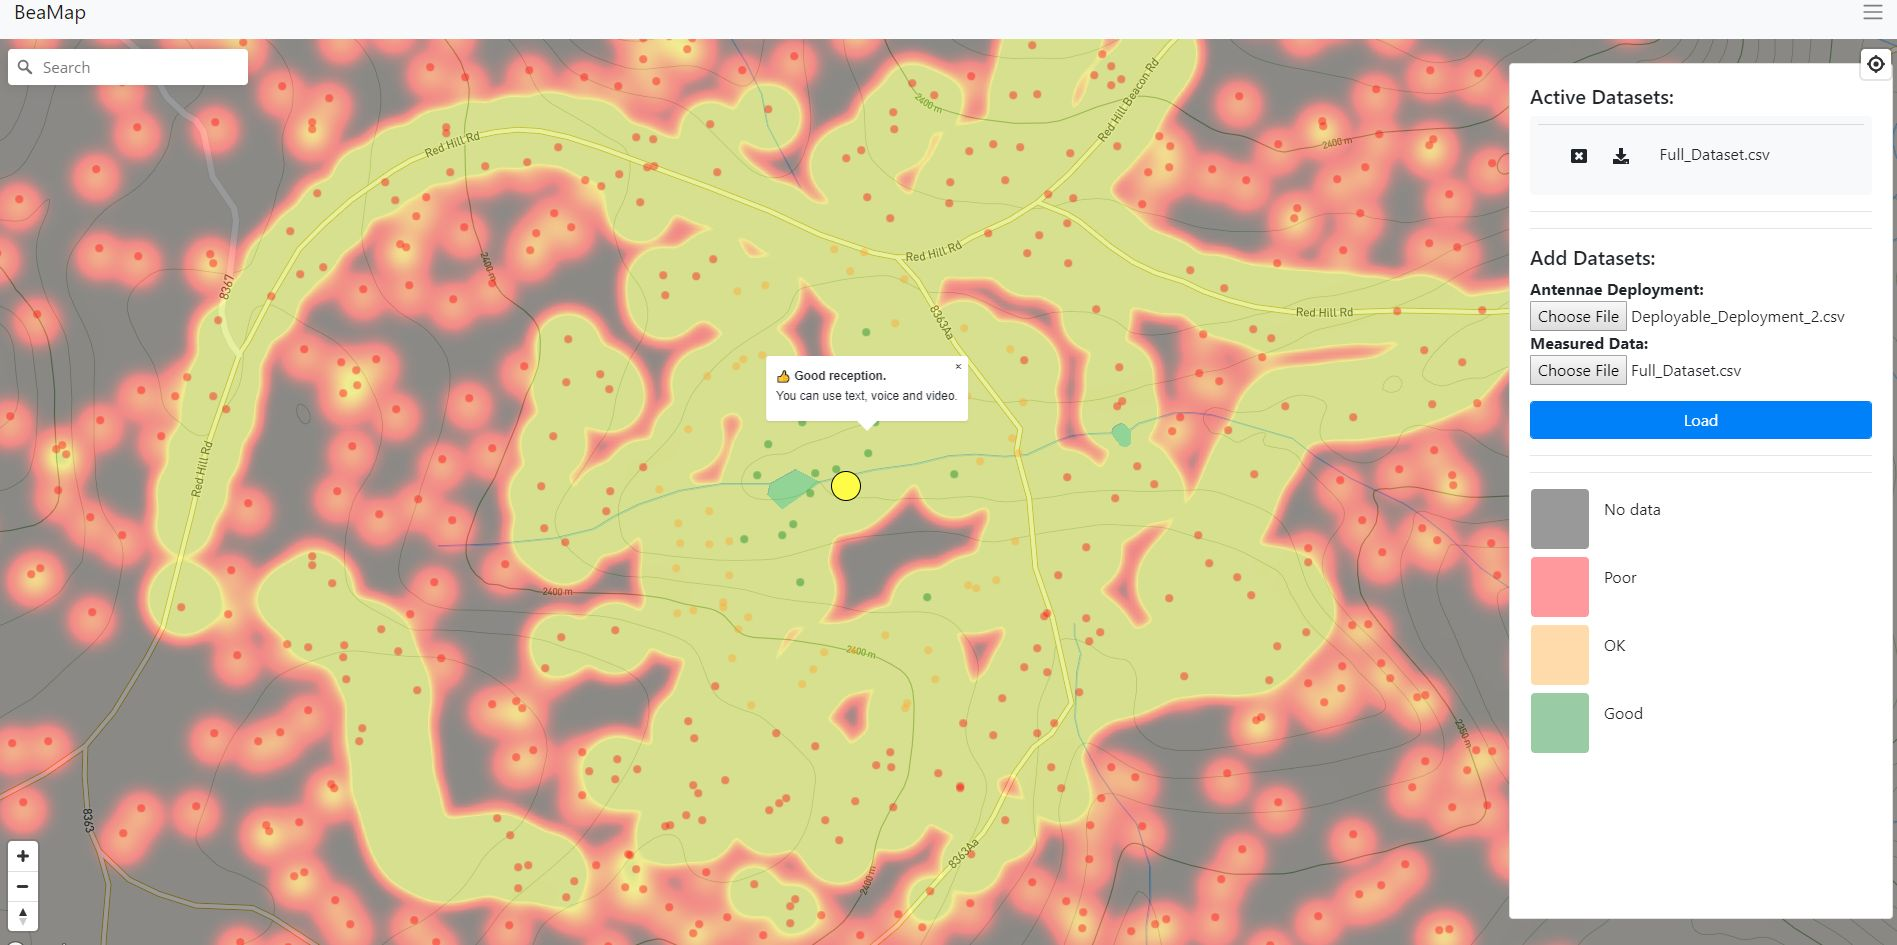 BeaMap
Search
Active Datasets:
Full_Dataset.csv
Add Datasets:
Antennae Deployment:
Choose File Deployable_Deployment_2.csv
Measured Data:
Choose File Full_Dataset.csv
Load
No data
Poor
OK
Good
Red Hill Rd
Red Hill Beacon Rd
2400 m
2400 m
Red Hill Rd
2400 m
8367
8363Aa
Red Hill Rd
👍 Good reception.
×
You can use text, voice and video.
Red Hill Rd
2400 m
2400 m
2350 m
8363
8363Aa
2400 m
+
−